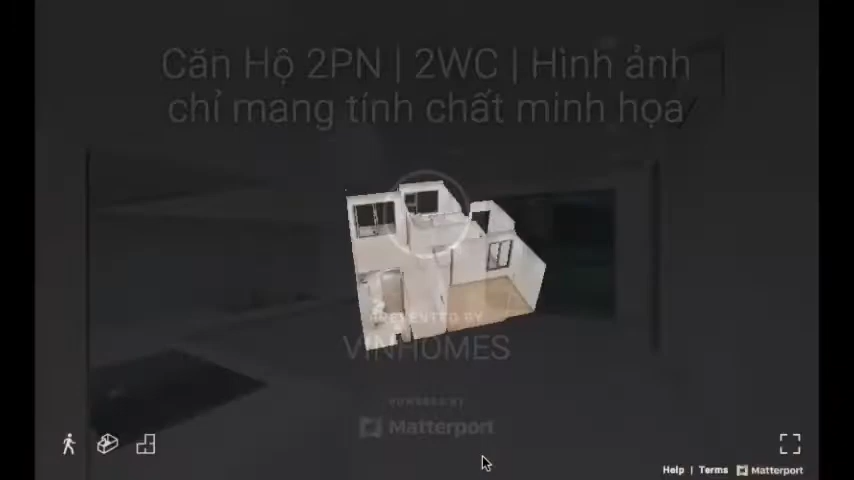 Căn Hộ 2PN | 2WC | Hình ảnh
chỉ mang tính chất minh họa
PRESENTED BY
VINHOMES
POWERED BY
Matterport
Help | Terms Matterport